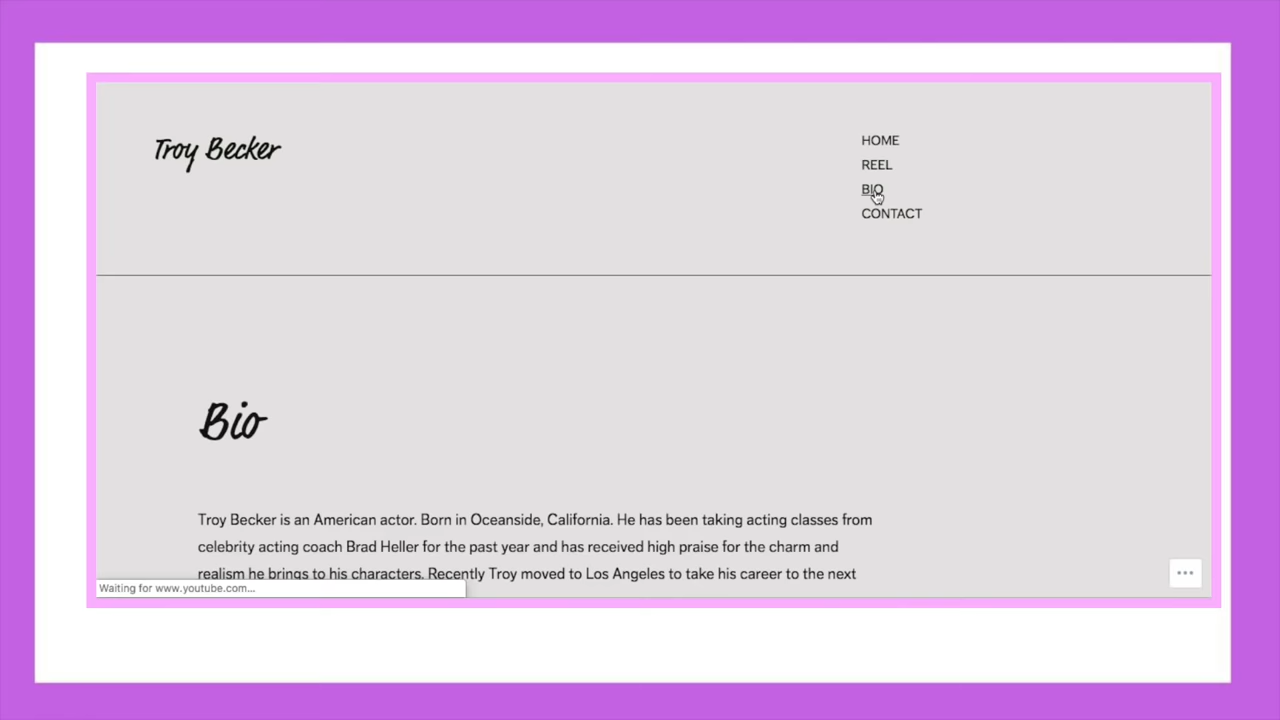 Troy Becker
HOME
REEL
BIO
CONTACT
Bio
Troy Becker is an American actor. Born in Oceanside, California. He has been taking acting classes from
celebrity acting coach Brad Heller for the past year and has received high praise for the charm and
realism he brings to his characters. Recently Troy moved to Los Angeles to take his career to the next
Waiting for www.youtube.com...